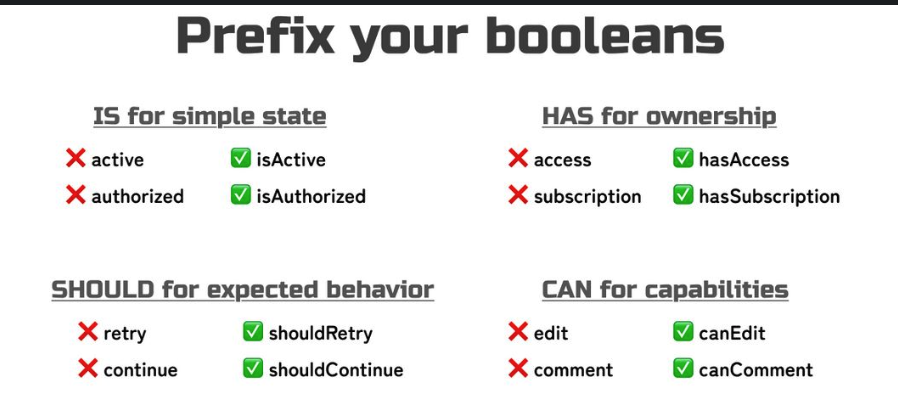 Prefix your booleans
IS for simple state
❌ active ✅ isActive
❌ authorized ✅ isAuthorized
HAS for ownership
❌ access ✅ hasAccess
❌ subscription ✅ hasSubscription
SHOULD for expected behavior
❌ retry ✅ shouldRetry
❌ continue ✅ shouldContinue
CAN for capabilities
❌ edit ✅ canEdit
❌ comment ✅ canComment